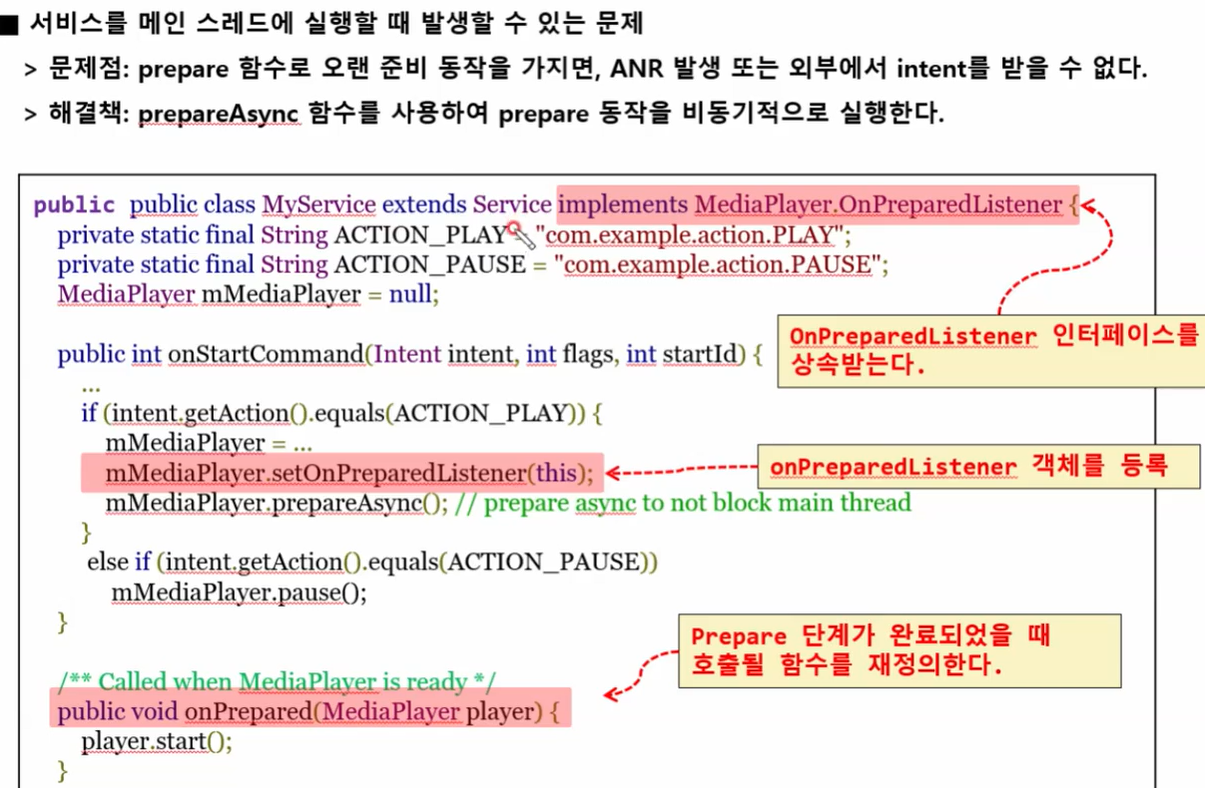 ■ 서비스를 메인 스레드에 실행할 때 발생할 수 있는 문제
> 문제점: prepare 함수로 오랜 준비 동작을 가지면, ANR 발생 또는 외부에서 intent를 받을 수 없다.
> 해결책: prepareAsync 함수를 사용하여 prepare 동작을 비동기적으로 실행한다.
public public class MyService extends Service implements MediaPlayer.OnPreparedListener {
private static final String ACTION_PLAY = "com.example.action.PLAY";
private static final String ACTION_PAUSE = "com.example.action.PAUSE";
MediaPlayer mMediaPlayer = null;
OnPreparedListener 인터페이스를
상속받는다.
public int onStartCommand(Intent intent, int flags, int startId) {
...
if (intent.getAction().equals(ACTION_PLAY)) {
mMediaPlayer = ...
mMediaPlayer.setOnPreparedListener(this);
onPreparedListener 객체를 등록
mMediaPlayer.prepareAsync(); // prepare async to not block main thread
}
else if (intent.getAction().equals(ACTION_PAUSE))
mMediaPlayer.pause();
}
Prepare 단계가 완료되었을 때
호출될 함수를 재정의한다.
/** Called when MediaPlayer is ready */
public void onPrepared(MediaPlayer player) {
player.start();
}